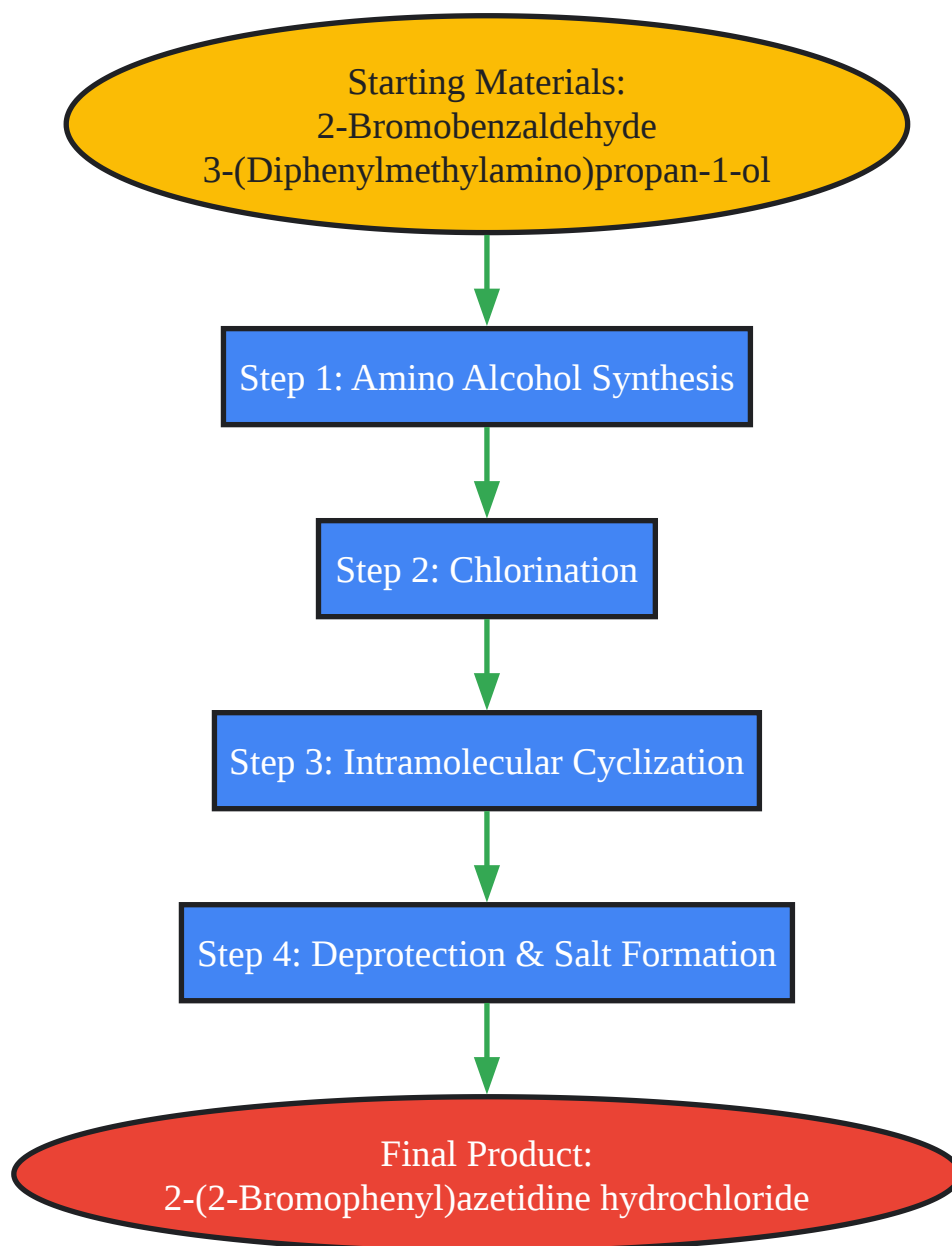 Starting Materials:
2-Bromobenzaldehyde
3-(Diphenylmethylamino)propan-1-ol
Step 1: Amino Alcohol Synthesis
Step 2: Chlorination
Step 3: Intramolecular Cyclization
Step 4: Deprotection & Salt Formation
Final Product:
2-(2-Bromophenyl)azetidine hydrochloride